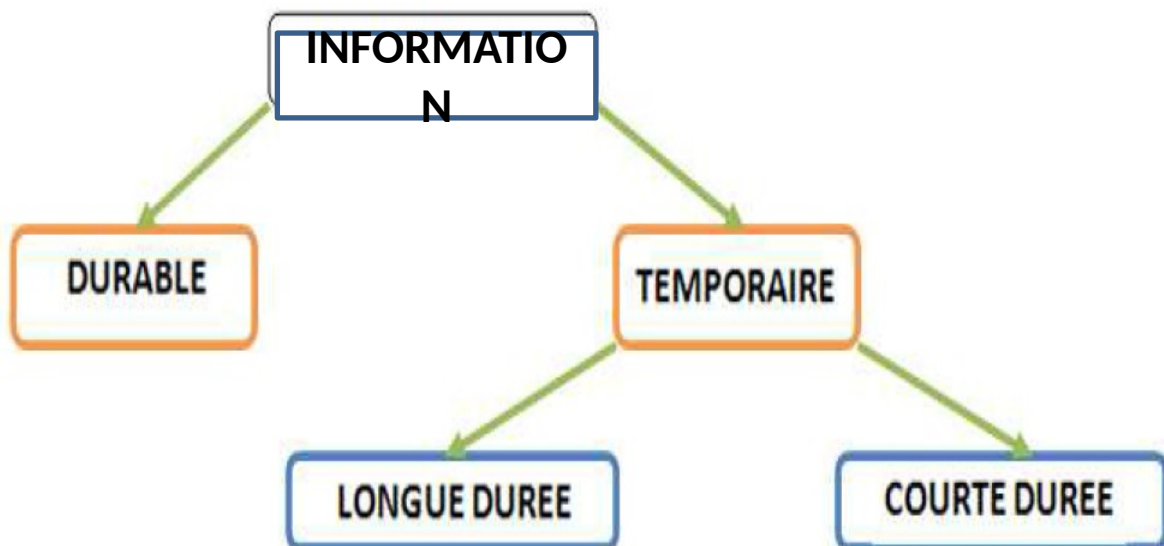 INFORMATIO
N
DURABLE
TEMPORAIRE
LONGUE DUREE
COURTE DUREE